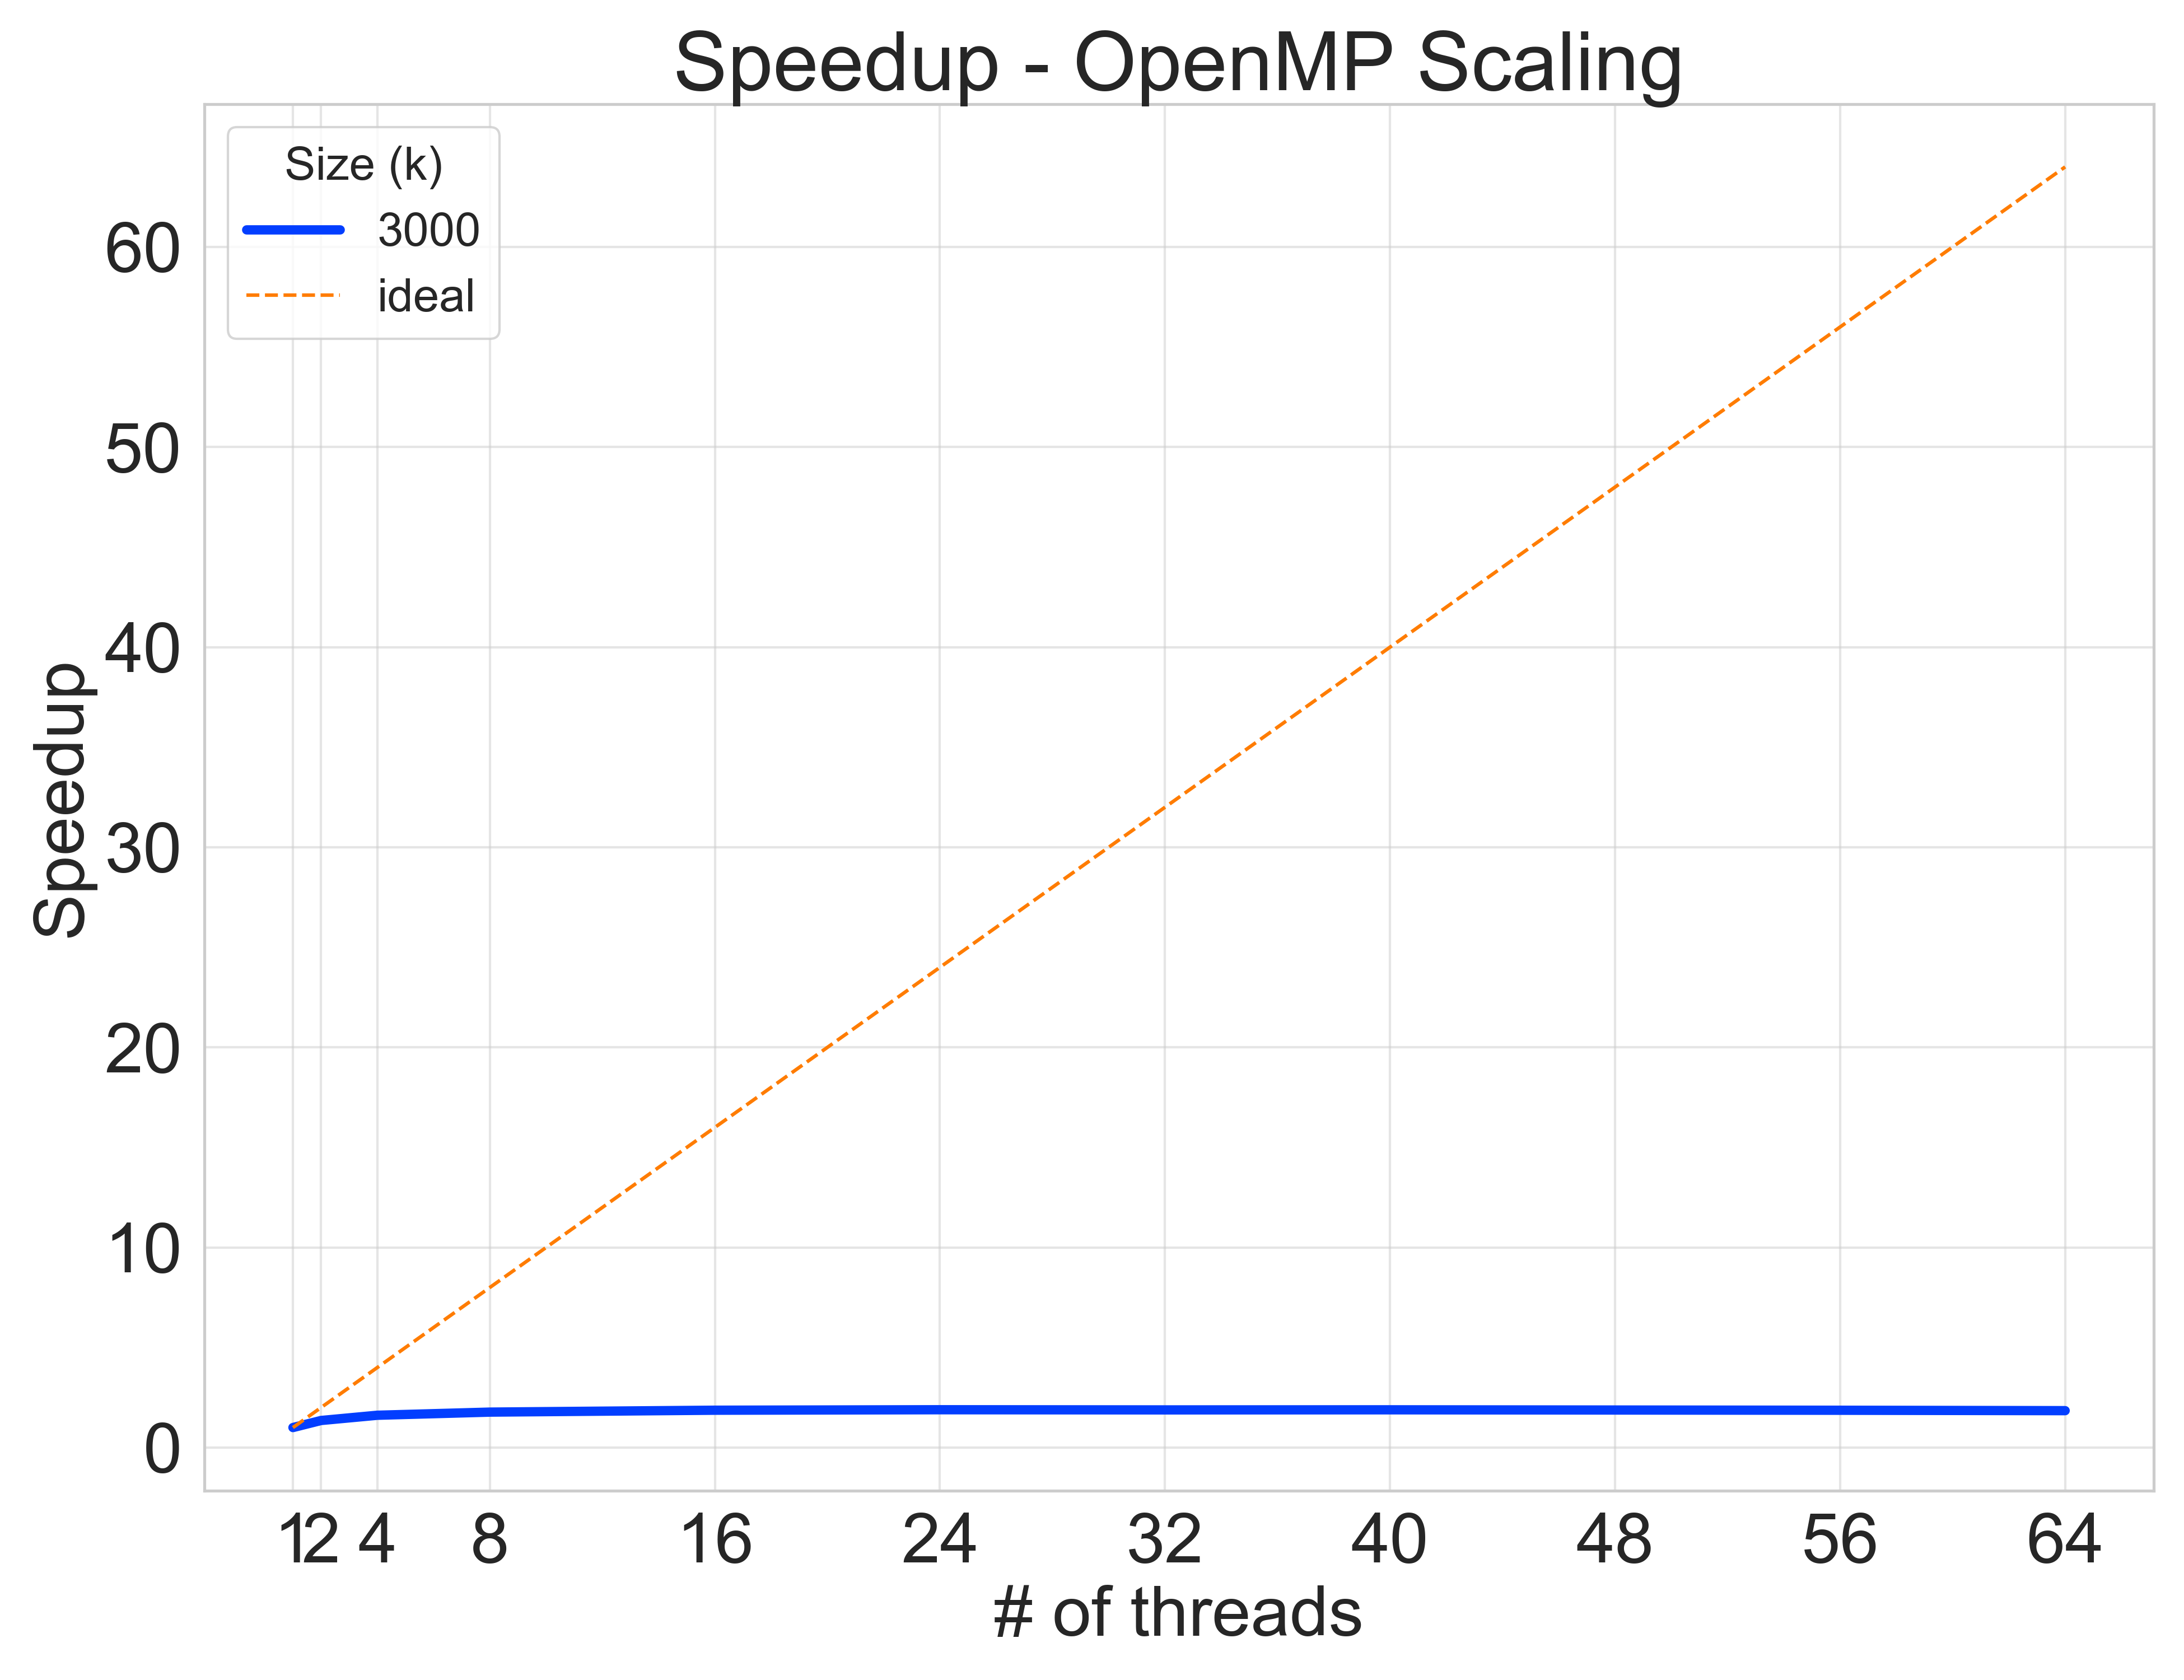 Speedup - OpenMP Scaling
Size (k)
3000
ideal
60
50
40
30
20
10
0
Speedup
1 2 4 8 16 24 32 40 48 56 64
# of threads